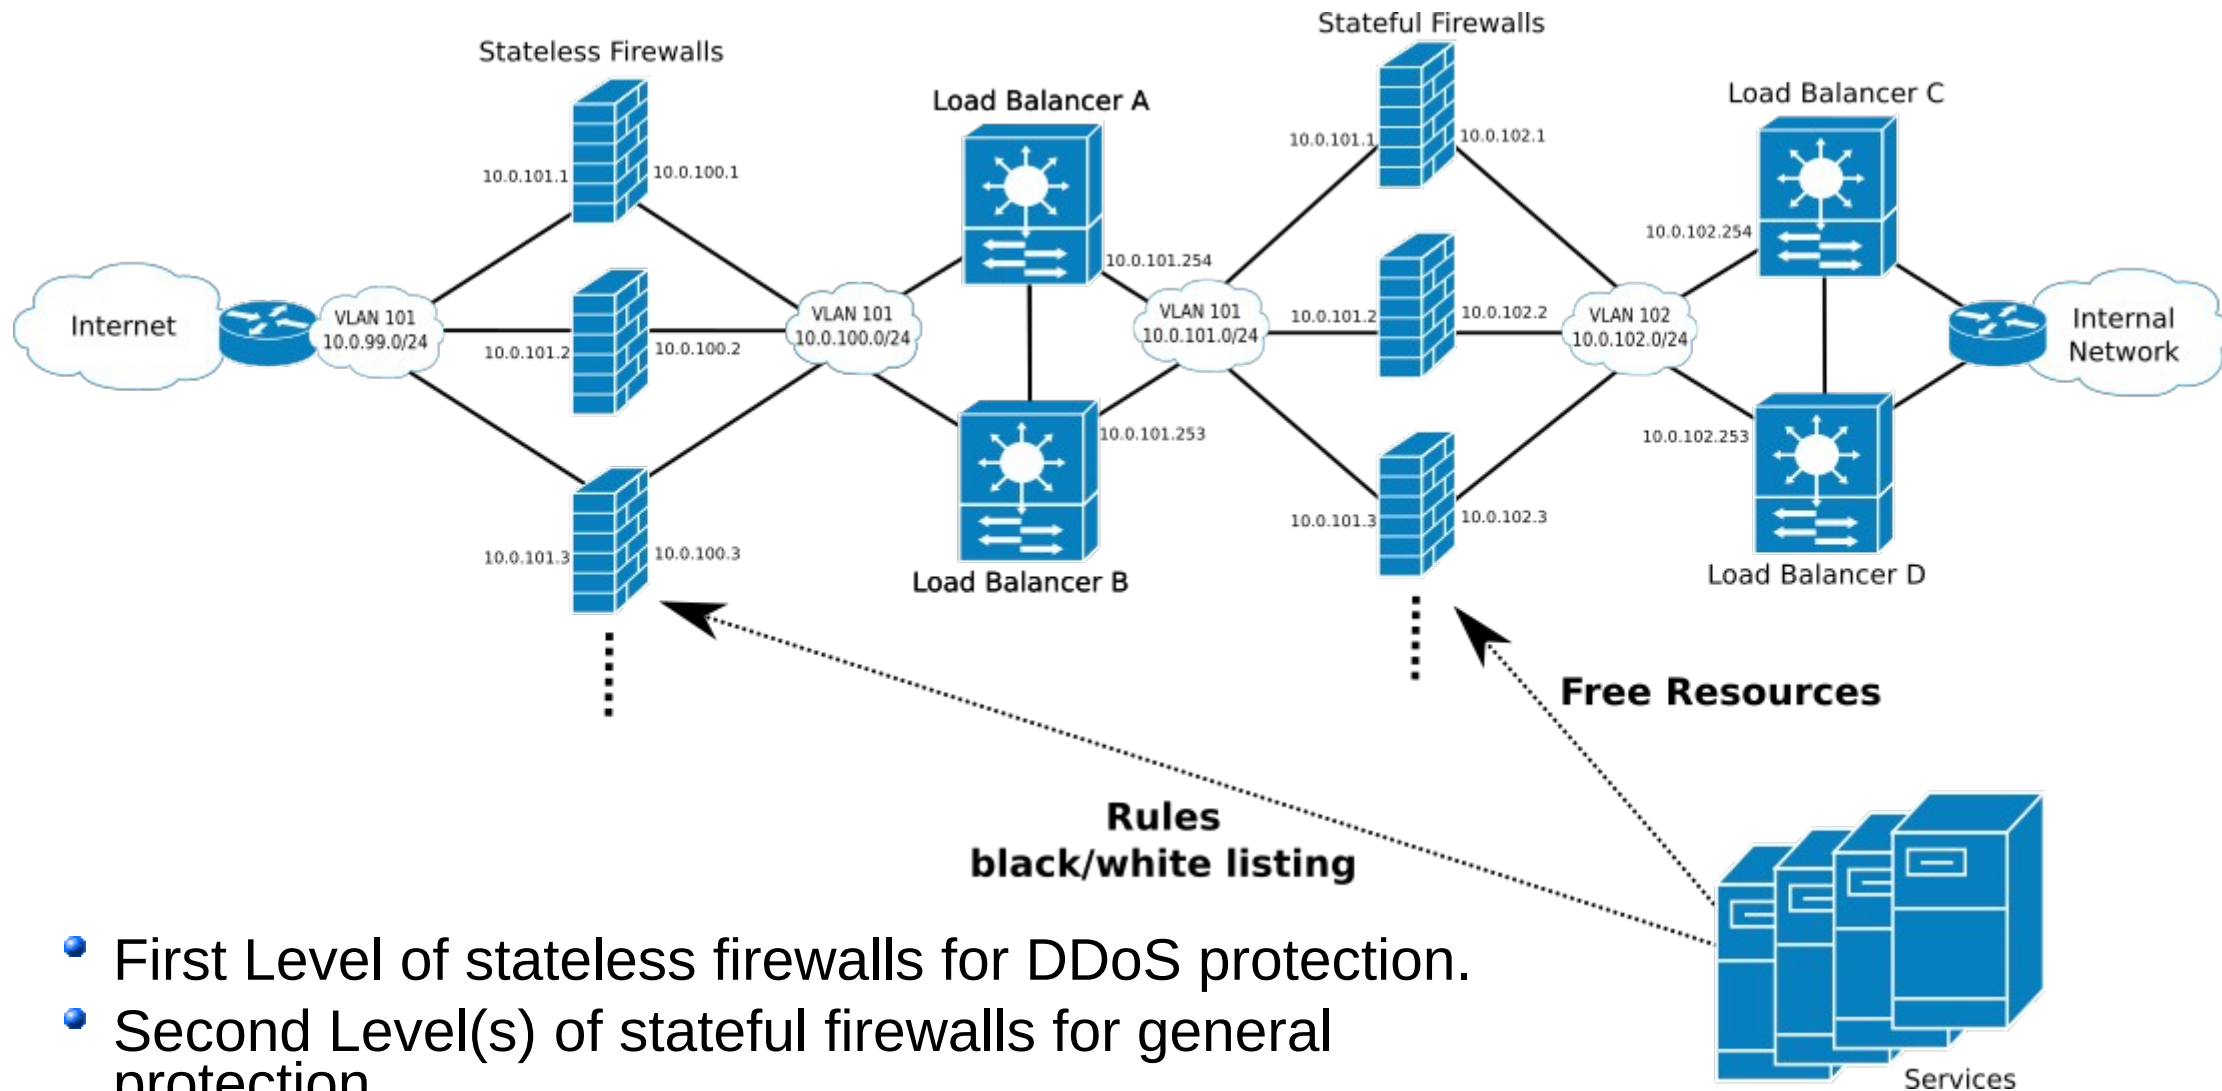 Stateful Firewalls
Stateless Firewalls
Load Balancer A
Load Balancer C
10.0.101.1
10.0.100.1
10.0.101.1
10.0.102.1
10.0.102.254
10.0.101.254
Internet
VLAN 101
10.0.99.0/24
10.0.101.2
10.0.100.2
VLAN 101
10.0.100.0/24
VLAN 101
10.0.101.0/24
10.0.101.2
10.0.102.2
VLAN 102
10.0.102.0/24
Internal
Network
10.0.101.253
10.0.102.253
10.0.101.3
10.0.100.3
10.0.101.3
10.0.102.3
Load Balancer B
Load Balancer D
Free Resources
Rules
black/white listing
First Level of stateless firewalls for DDoS protection.
Second Level(s) of stateful firewalls for general
protection
Services